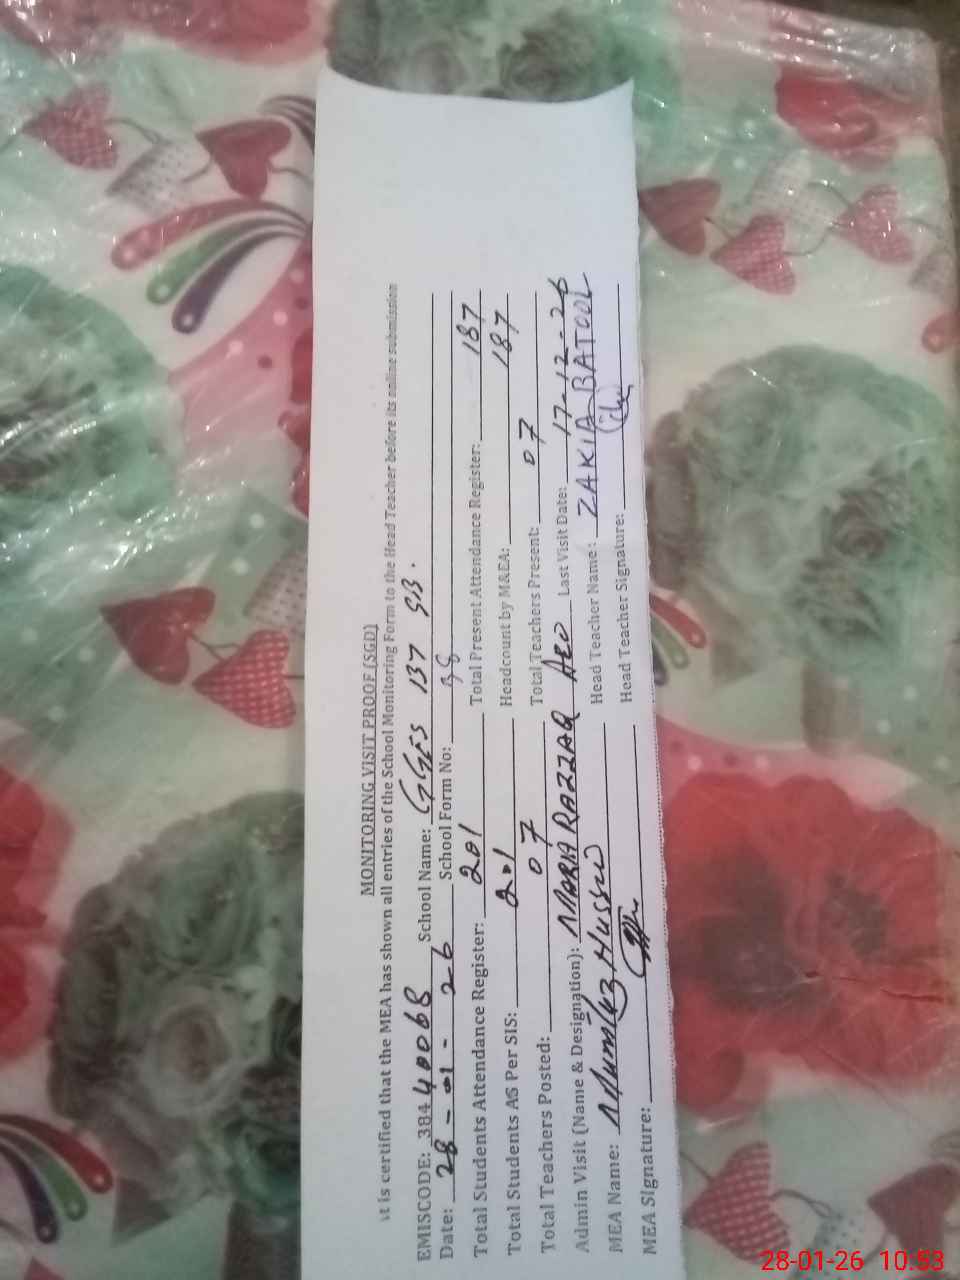 MONITORING VISIT PROOF (SGD)
It is certified that the MEA has shown all entries of the School Monitoring Form to the Head Teacher before its online submission
EMISCODE: 38440068 School Name: GGES 137 SB.
Date: 28-01-26 School Form No: 38
Total Students Attendance Register: 201 Total Present Attendance Register: 187
Total Students AS Per SIS: 201 Headcount by M&EA: 187
Total Teachers Posted: 07 Total Teachers Present: 07
Admin Visit (Name & Designation): MARIA RAZZAQ AEO Last Visit Date: 17-12-26
MEA Name: Mumtaz Hussain Head Teacher Name: ZAKIA BATOOL
MEA Signature: Head Teacher Signature:
28-01-26 10:53